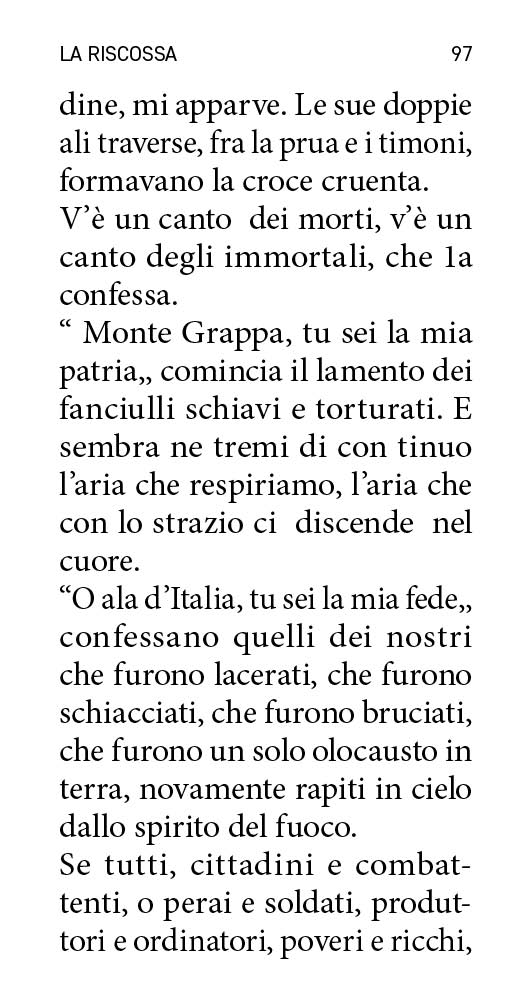 LA RISCOSSA 97
dine, mi apparve. Le sue doppie
ali traverse, fra la prua e i timoni,
formavano la croce cruenta.
V’è un canto  dei morti, v’è un
canto degli immortali, che 1a
confessa.
“ Monte Grappa, tu sei la mia
patria„ comincia il lamento dei
fanciulli schiavi e torturati. E
sembra ne tremi di con tinuo
l’aria che respiriamo, l’aria che
con lo strazio ci  discende  nel
cuore.
“O ala d’Italia, tu sei la mia fede„
confessano quelli dei nostri
che furono lacerati, che furono
schiacciati, che furono bruciati,
che furono un solo olocausto in
terra, novamente rapiti in cielo
dallo spirito del fuoco.
Se tutti, cittadini e combat-
tenti, o perai e soldati, produt-
tori e ordinatori, poveri e ricchi,